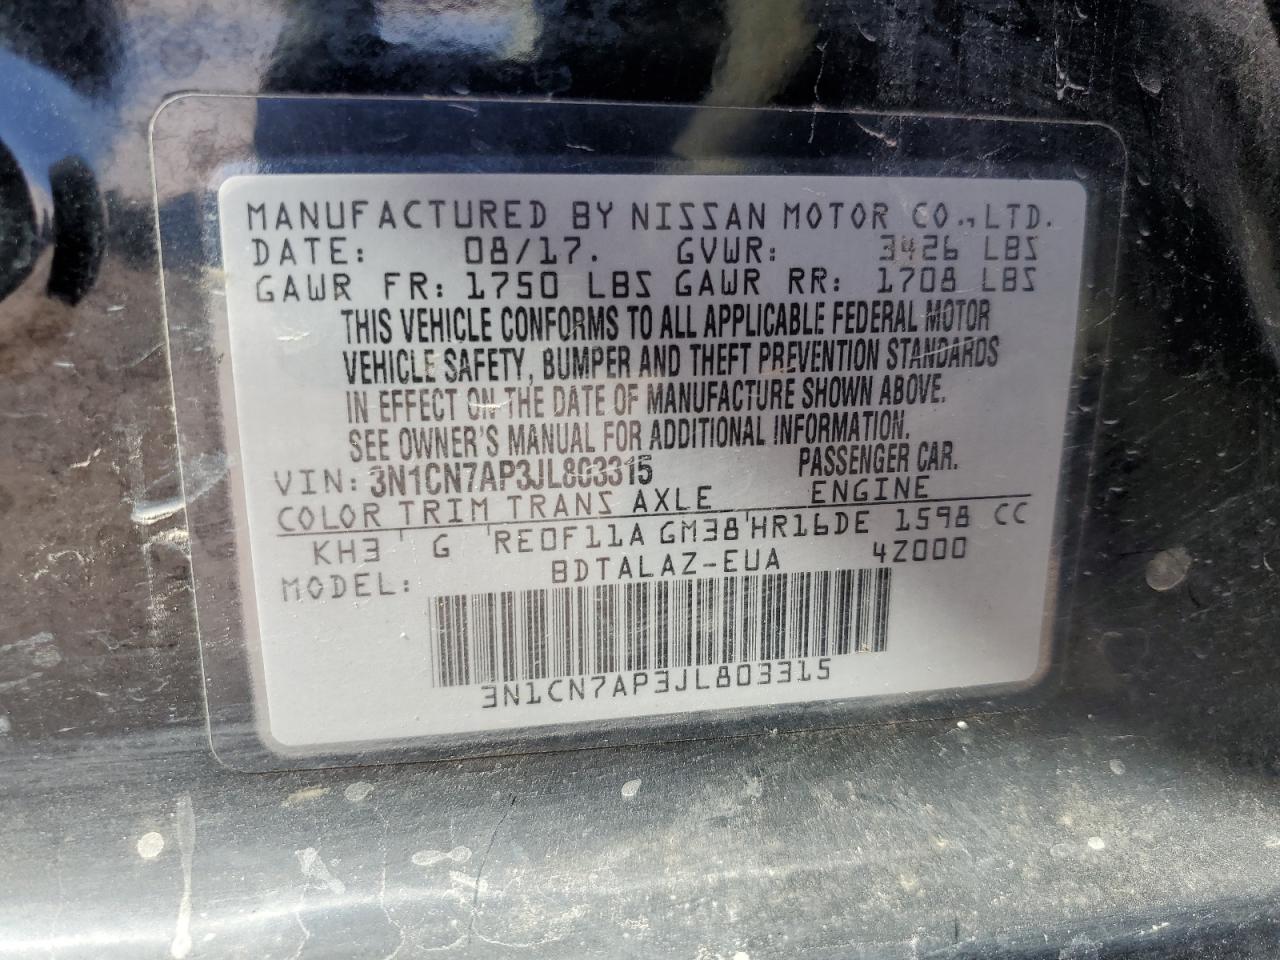 MANUFACTURED BY NISSAN MOTOR CO., LTD.
DATE: 08/17. GVWR: 3426 LBS
GAWR FR: 1750 LBS GAWR RR: 1708 LBS
THIS VEHICLE CONFORMS TO ALL APPLICABLE FEDERAL MOTOR
VEHICLE SAFETY, BUMPER AND THEFT PREVENTION STANDARDS
IN EFFECT ON THE DATE OF MANUFACTURE SHOWN ABOVE.
SEE OWNER'S MANUAL FOR ADDITIONAL INFORMATION.
VIN: 3N1CN7AP3JL803315 PASSENGER CAR.
COLOR TRIM TRANS AXLE ENGINE
KH3 ' G ' RE0F11A GM38 ' HR16DE 1598 CC
MODEL: BDTALAZ-EUA 4Z000
3N1CN7AP3JL803315